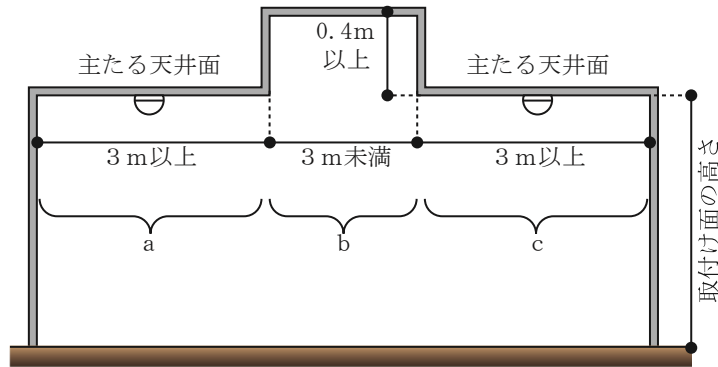 0.4m
以上
主たる天井面
主たる天井面
3m以上
3m未満
3m以上
a
b
c
取付け面の高さ